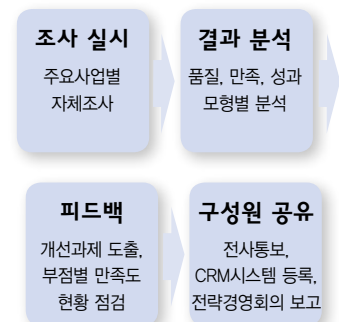 조사 실시
주요사업별
자체조사
결과 분석
품질, 만족, 성과
모형별 분석
피드백
개선과제 도출,
부점별 만족도
현황 점검
구성원 공유
전사통보,
CRM시스템 등록,
전략경영회의 보고